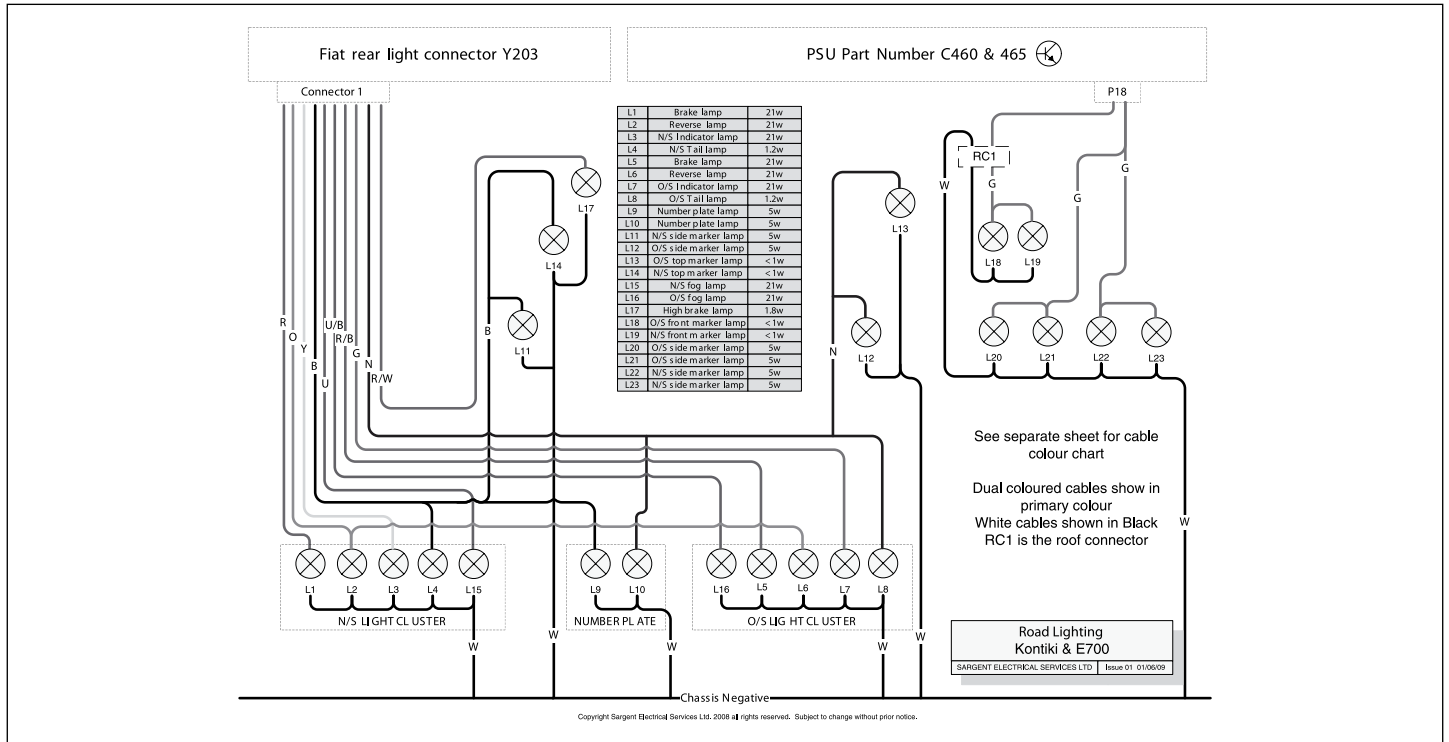 Fiat rear light connector Y203
PSU Part Number C460 & 465
Connector 1
P18
L1 Brake lamp 21w
L2 Reverse lamp 21w
L3 N/S Indicator lamp 21w
L4 N/S Tail lamp 1.2w
L5 Brake lamp 21w
L6 Reverse lamp 21w
L7 O/S Indicator lamp 21w
L8 O/S Tail lamp 1.2w
L9 Number plate lamp 5w
L10 Number plate lamp 5w
L11 N/S side marker lamp 5w
L12 O/S side marker lamp 5w
L13 O/S top marker lamp <1w
L14 N/S top marker lamp <1w
L15 N/S fog lamp 21w
L16 O/S fog lamp 21w
L17 High brake lamp 1.8w
L18 O/S front marker lamp <1w
L19 N/S front marker lamp <1w
L20 O/S side marker lamp 5w
L21 O/S side marker lamp 5w
L22 N/S side marker lamp 5w
L23 N/S side marker lamp 5w
RC1
W
G
G
G
L17
L13
L14
L18 L19
R
O
Y
B
U
U/B
R/B
G
N
R/W
B
L11
N
L12
L20 L21 L22 L23
See separate sheet for cable
colour chart
Dual coloured cables show in
primary colour
White cables shown in Black
RC1 is the roof connector
W
L1 L2 L3 L4 L15
N/S LIGHT CLUSTER
L9 L10
NUMBER PLATE
L16 L5 L6 L7 L8
O/S LIGHT CLUSTER
W
W
W
W
W
Road Lighting
Kontiki & E700
SARGENT ELECTRICAL SERVICES LTD Issue 01 01/06/09
Chassis Negative
Copyright Sargent Electrical Services Ltd. 2008 all rights reserved. Subject to change without prior notice.